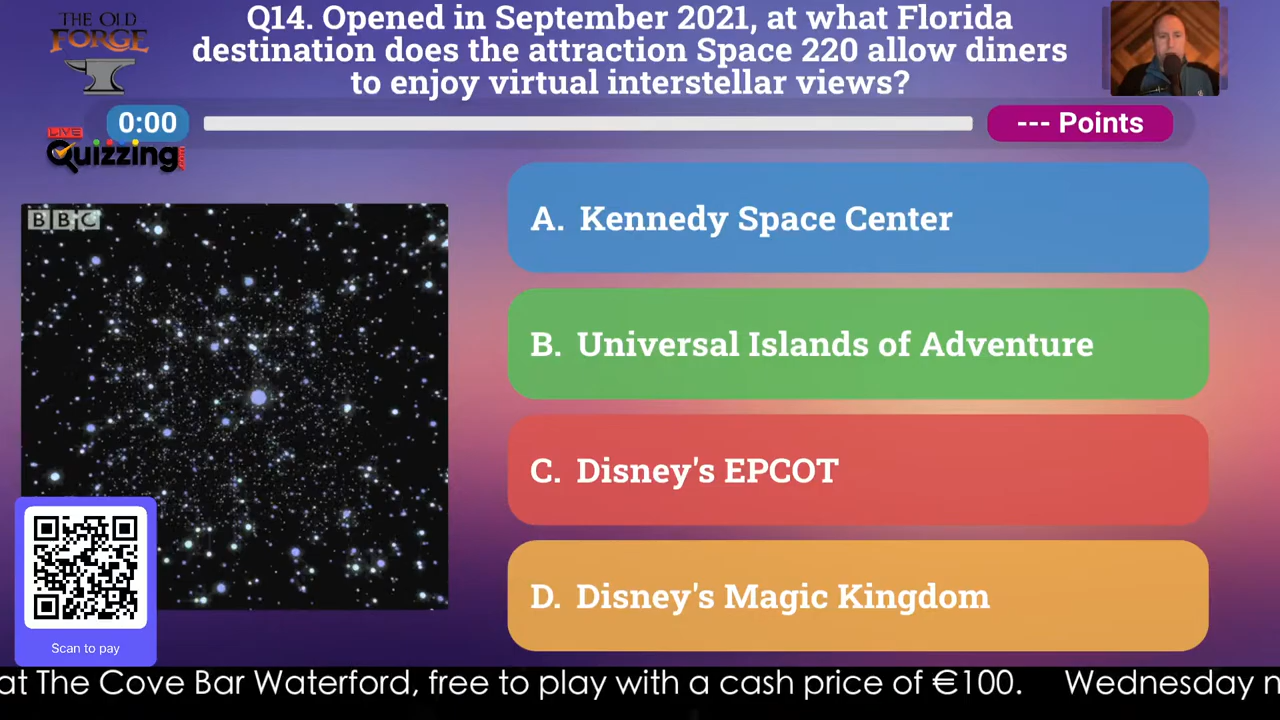 THE OLD
FORGE
Q14. Opened in September 2021, at what Florida
destination does the attraction Space 220 allow diners
to enjoy virtual interstellar views?
0:00
--- Points
LIVE
Quizzing
BBC
A. Kennedy Space Center
B. Universal Islands of Adventure
C. Disney's EPCOT
D. Disney's Magic Kingdom
Scan to pay
at The Cove Bar Waterford, free to play with a cash price of €100. Wednesday n